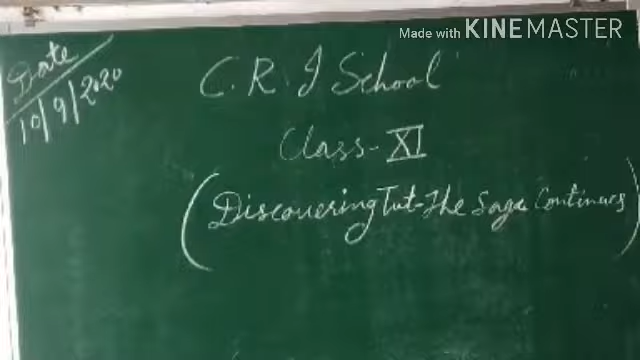 Made with KINEMASTER
Date
10/9/2020
C.R.J School
Class-XI
(Discovering Tut-The Saga Continues)